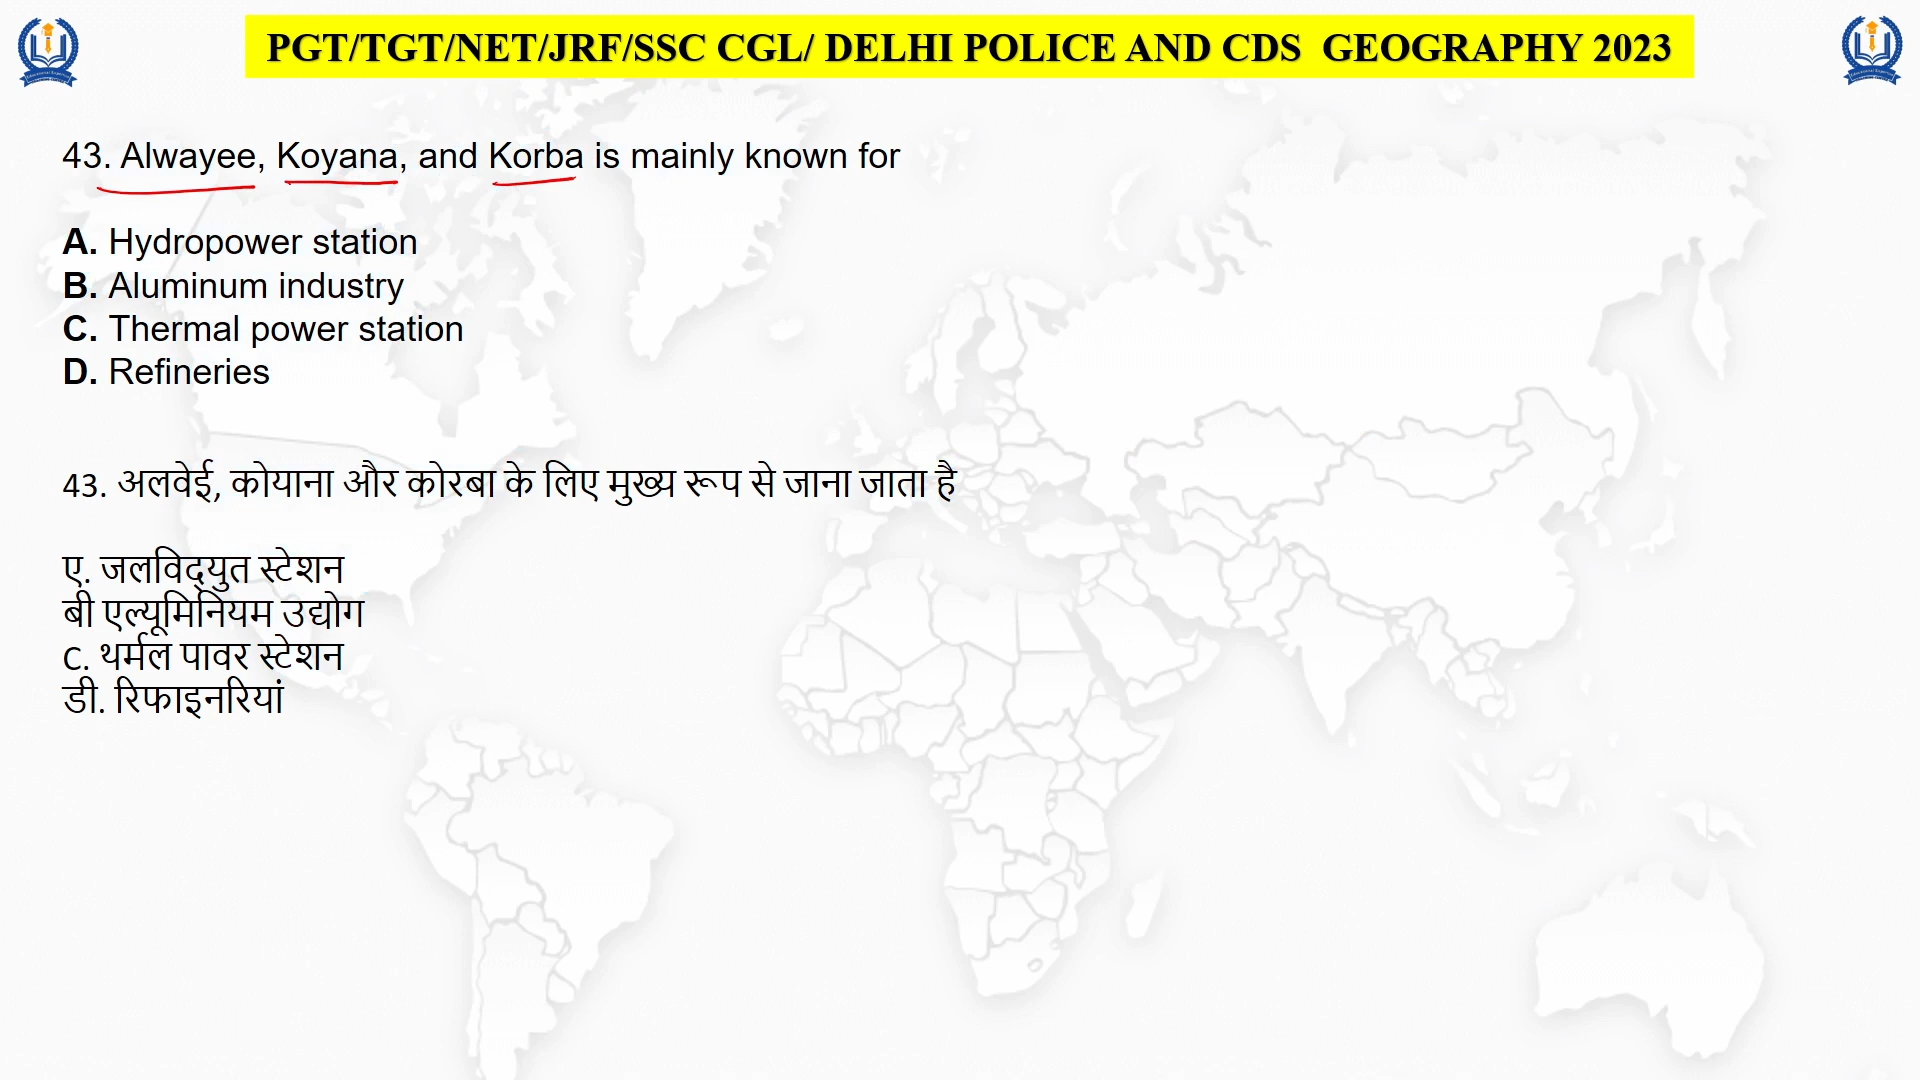 PGT/TGT/NET/JRF/SSC CGL/ DELHI POLICE AND CDS GEOGRAPHY 2023
43. Alwayee, Koyana, and Korba is mainly known for
A. Hydropower station
B. Aluminum industry
C. Thermal power station
D. Refineries
43. अलवेई, कोयाना और कोरबा के लिए मुख्य रूप से जाना जाता है
ए. जलविद्युत स्टेशन
बी एल्यूमिनियम उद्योग
C. थर्मल पावर स्टेशन
डी. रिफाइनरियां